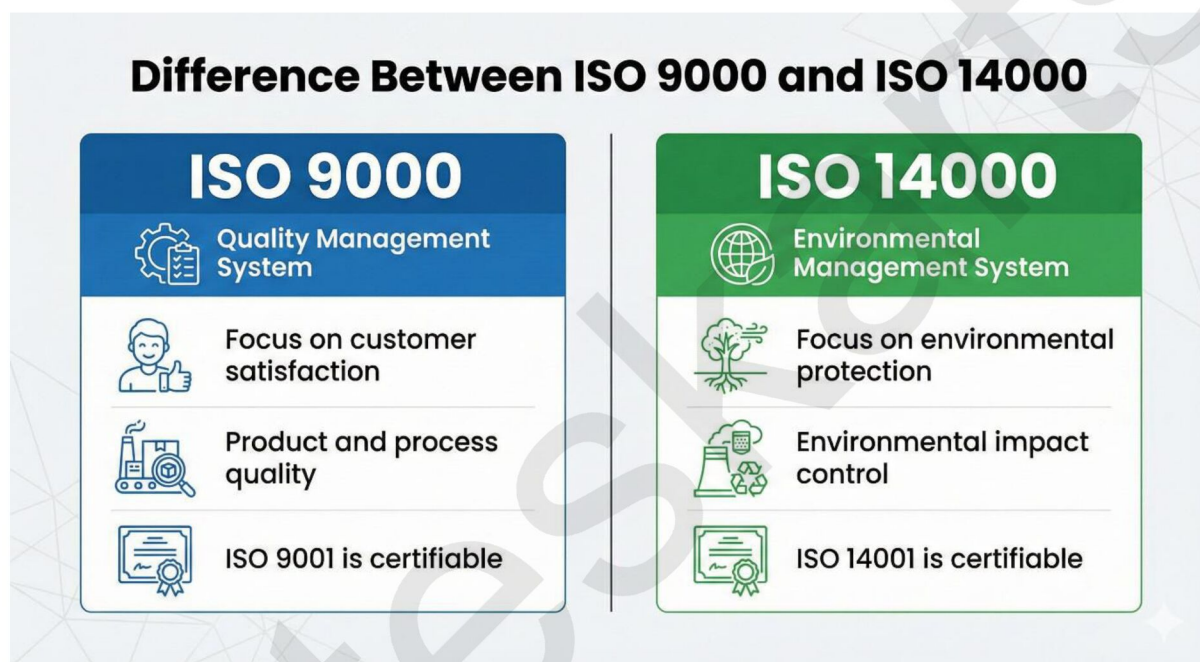 Difference Between ISO 9000 and ISO 14000
ISO 9000
Quality Management
System
Focus on customer
satisfaction
Product and process
quality
ISO 9001 is certifiable
ISO 14000
Environmental
Management System
Focus on environmental
protection
Environmental impact
control
ISO 14001 is certifiable